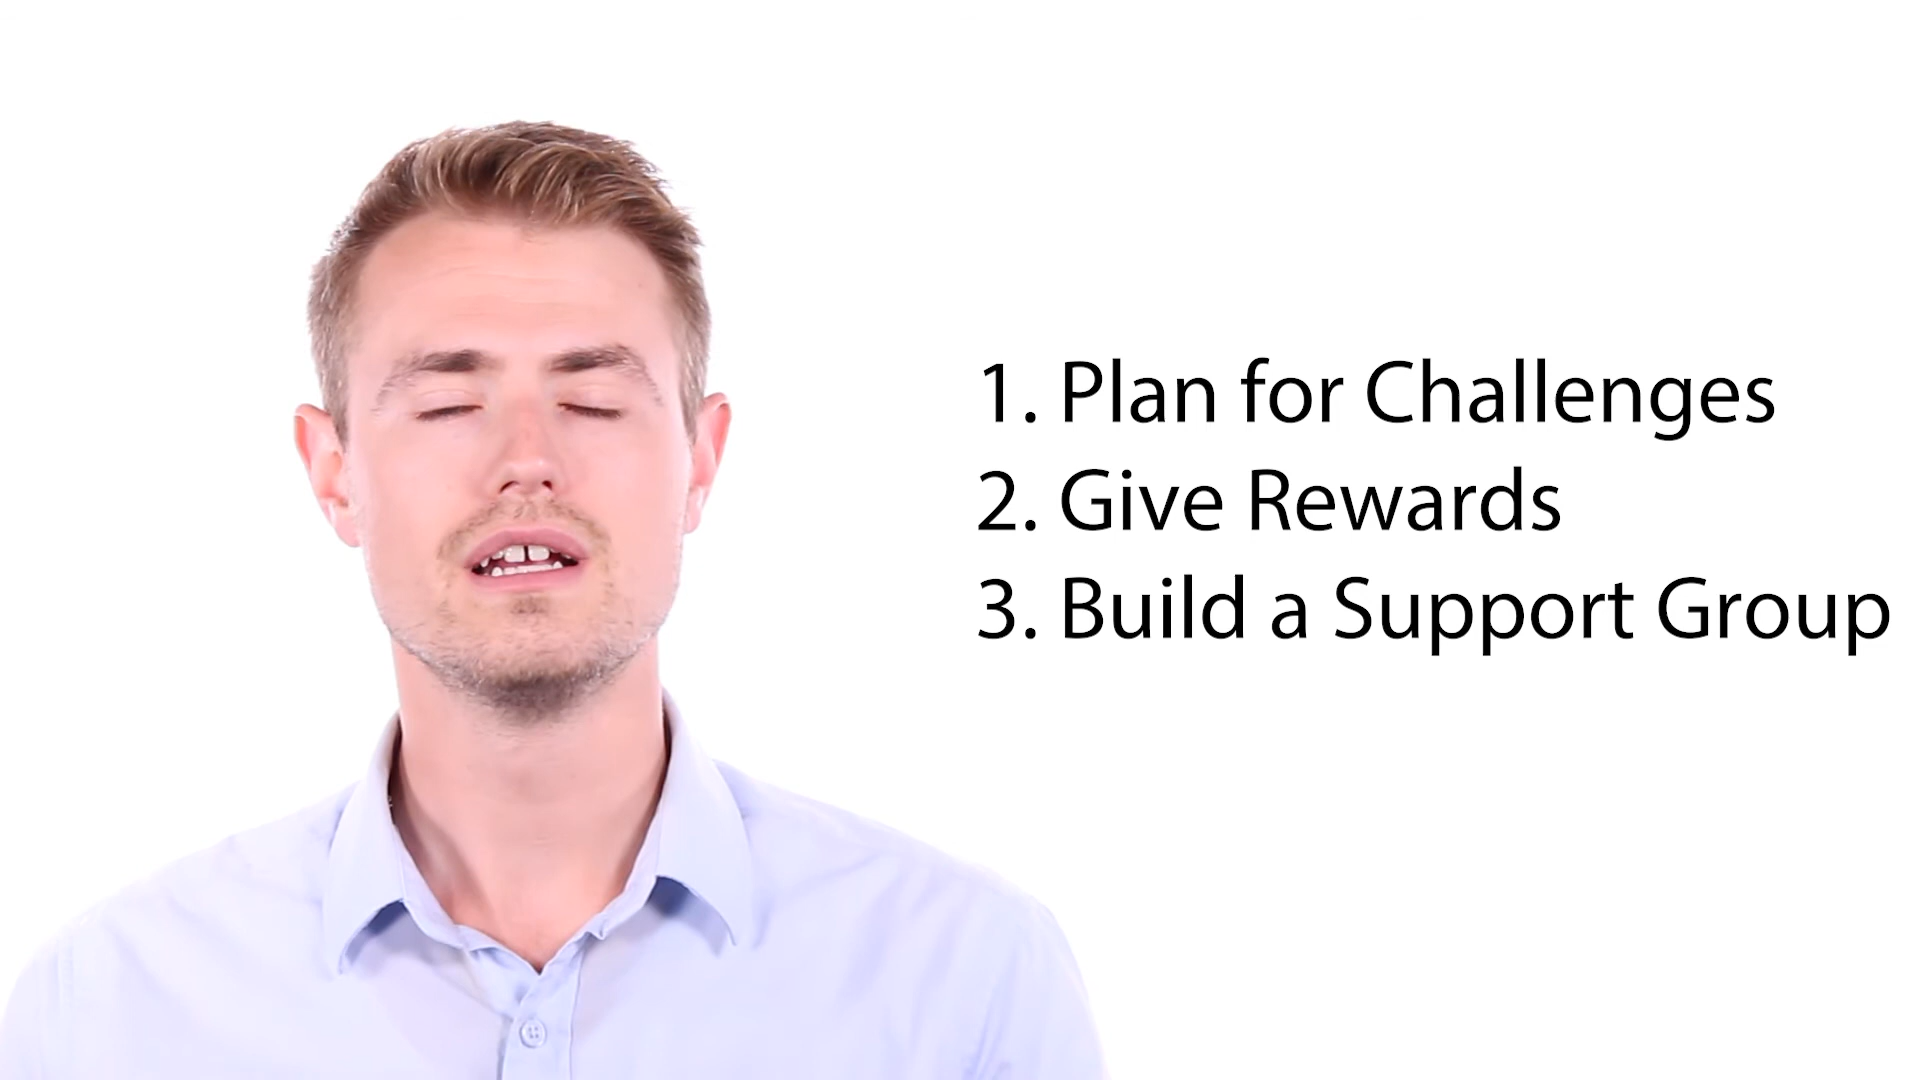 1. Plan for Challenges
2. Give Rewards
3. Build a Support Group